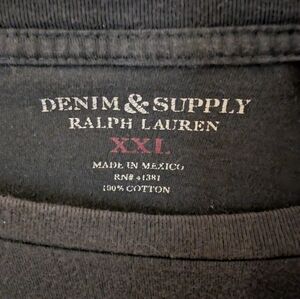 DENIM & SUPPLY
RALPH LAUREN
XXL
MADE IN MEXICO
RN# 41381
100% COTTON